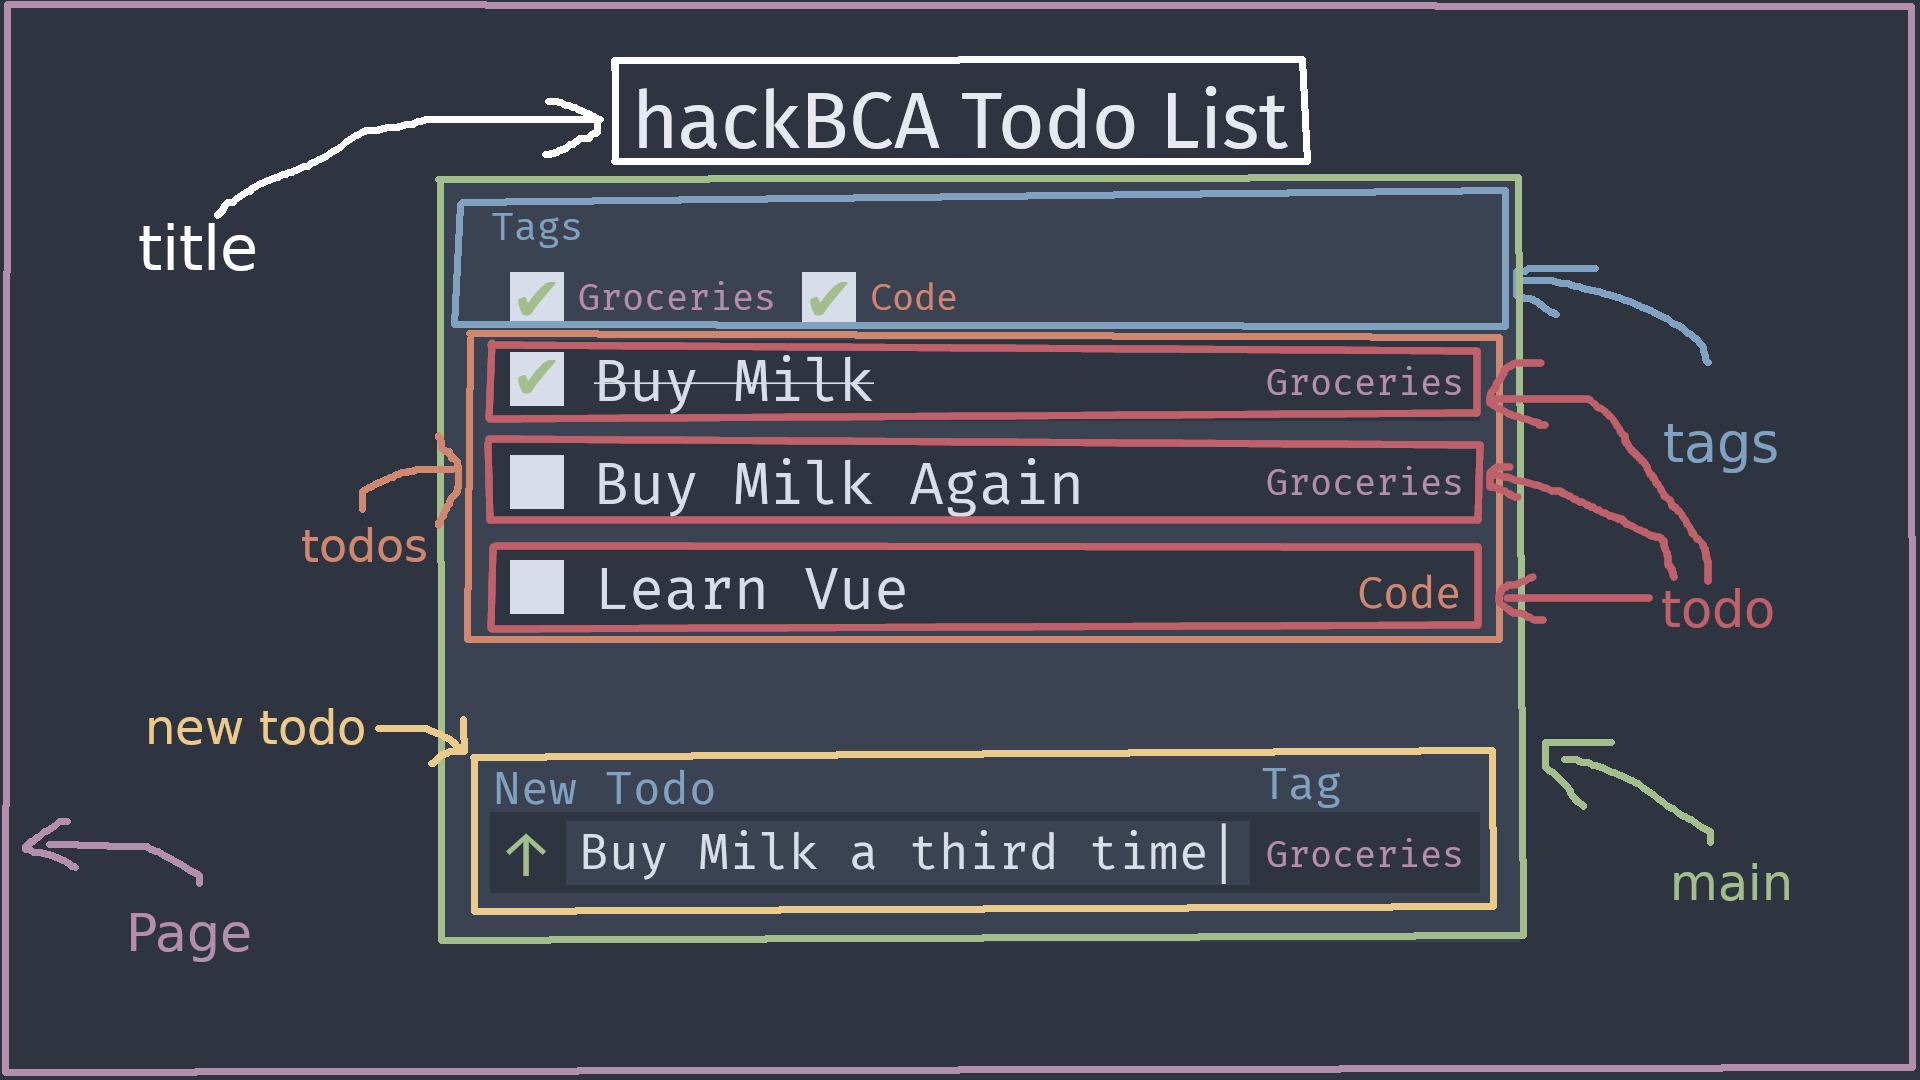 hackBCA Todo List
title
Tags
✔ Groceries ✔ Code
tags
✔ Buy Milk Groceries
Buy Milk Again Groceries
todos
Learn Vue Code
todo
new todo
New Todo Tag
↑ Buy Milk a third time Groceries
main
Page